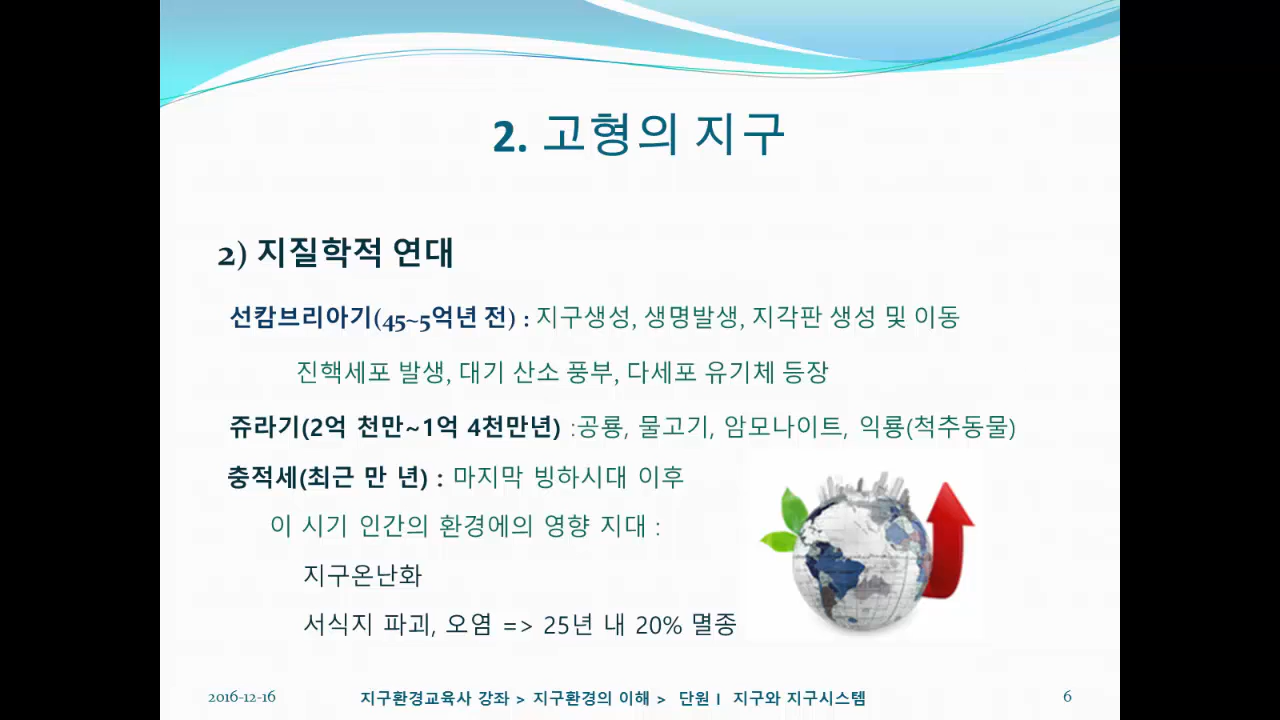 2. 고형의 지구
2) 지질학적 연대
선캄브리아기(45~5억년 전) : 지구생성, 생명발생, 지각판 생성 및 이동
진핵세포 발생, 대기 산소 풍부, 다세포 유기체 등장
쥬라기(2억 천만~1억 4천만년) :공룡, 물고기, 암모나이트, 익룡(척추동물)
충적세(최근 만 년) : 마지막 빙하시대 이후
이 시기 인간의 환경에의 영향 지대 :
지구온난화
서식지 파괴, 오염 => 25년 내 20% 멸종
2016-12-16 지구환경교육사 강좌 > 지구환경의 이해 > 단원 I 지구와 지구시스템 6